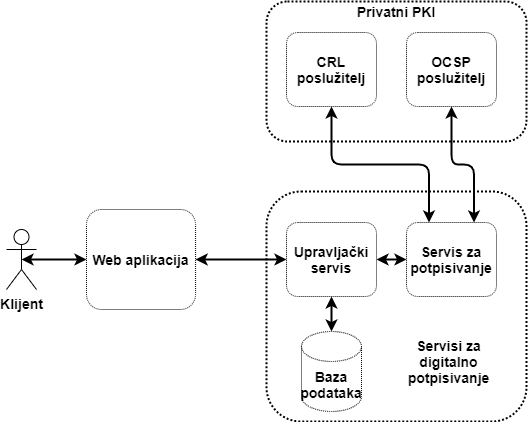 Privatni PKI
CRL
poslužitelj
OCSP
poslužitelj
Klijent
Web aplikacija
Upravljački
servis
Servis za
potpisivanje
Baza
podataka
Servisi za
digitalno
potpisivanje